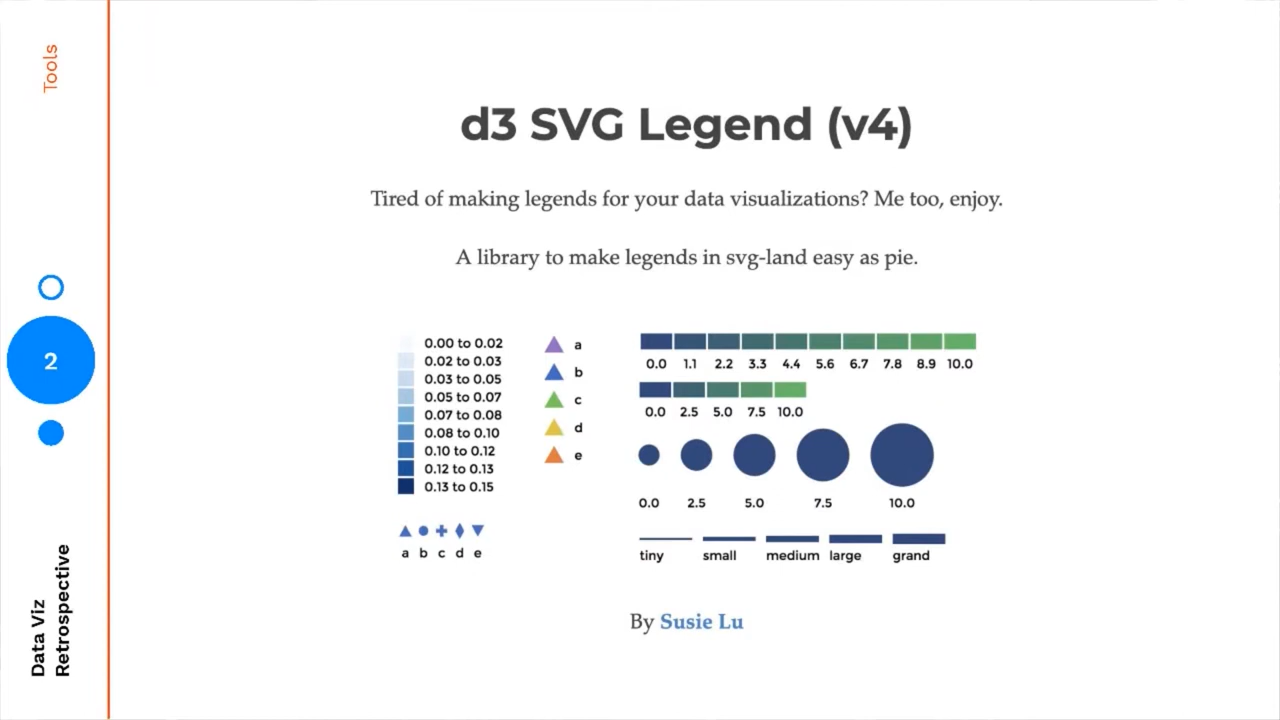 Tools
2
Data Viz
Retrospective
d3 SVG Legend (v4)
Tired of making legends for your data visualizations? Me too, enjoy.
A library to make legends in svg-land easy as pie.
0.00 to 0.02
0.02 to 0.03
0.03 to 0.05
0.05 to 0.07
0.07 to 0.08
0.08 to 0.10
0.10 to 0.12
0.12 to 0.13
0.13 to 0.15
a b c d e
a
b
c
d
e
0.0 1.1 2.2 3.3 4.4 5.6 6.7 7.8 8.9 10.0
0.0 2.5 5.0 7.5 10.0
0.0 2.5 5.0 7.5 10.0
tiny small medium large grand
By Susie Lu